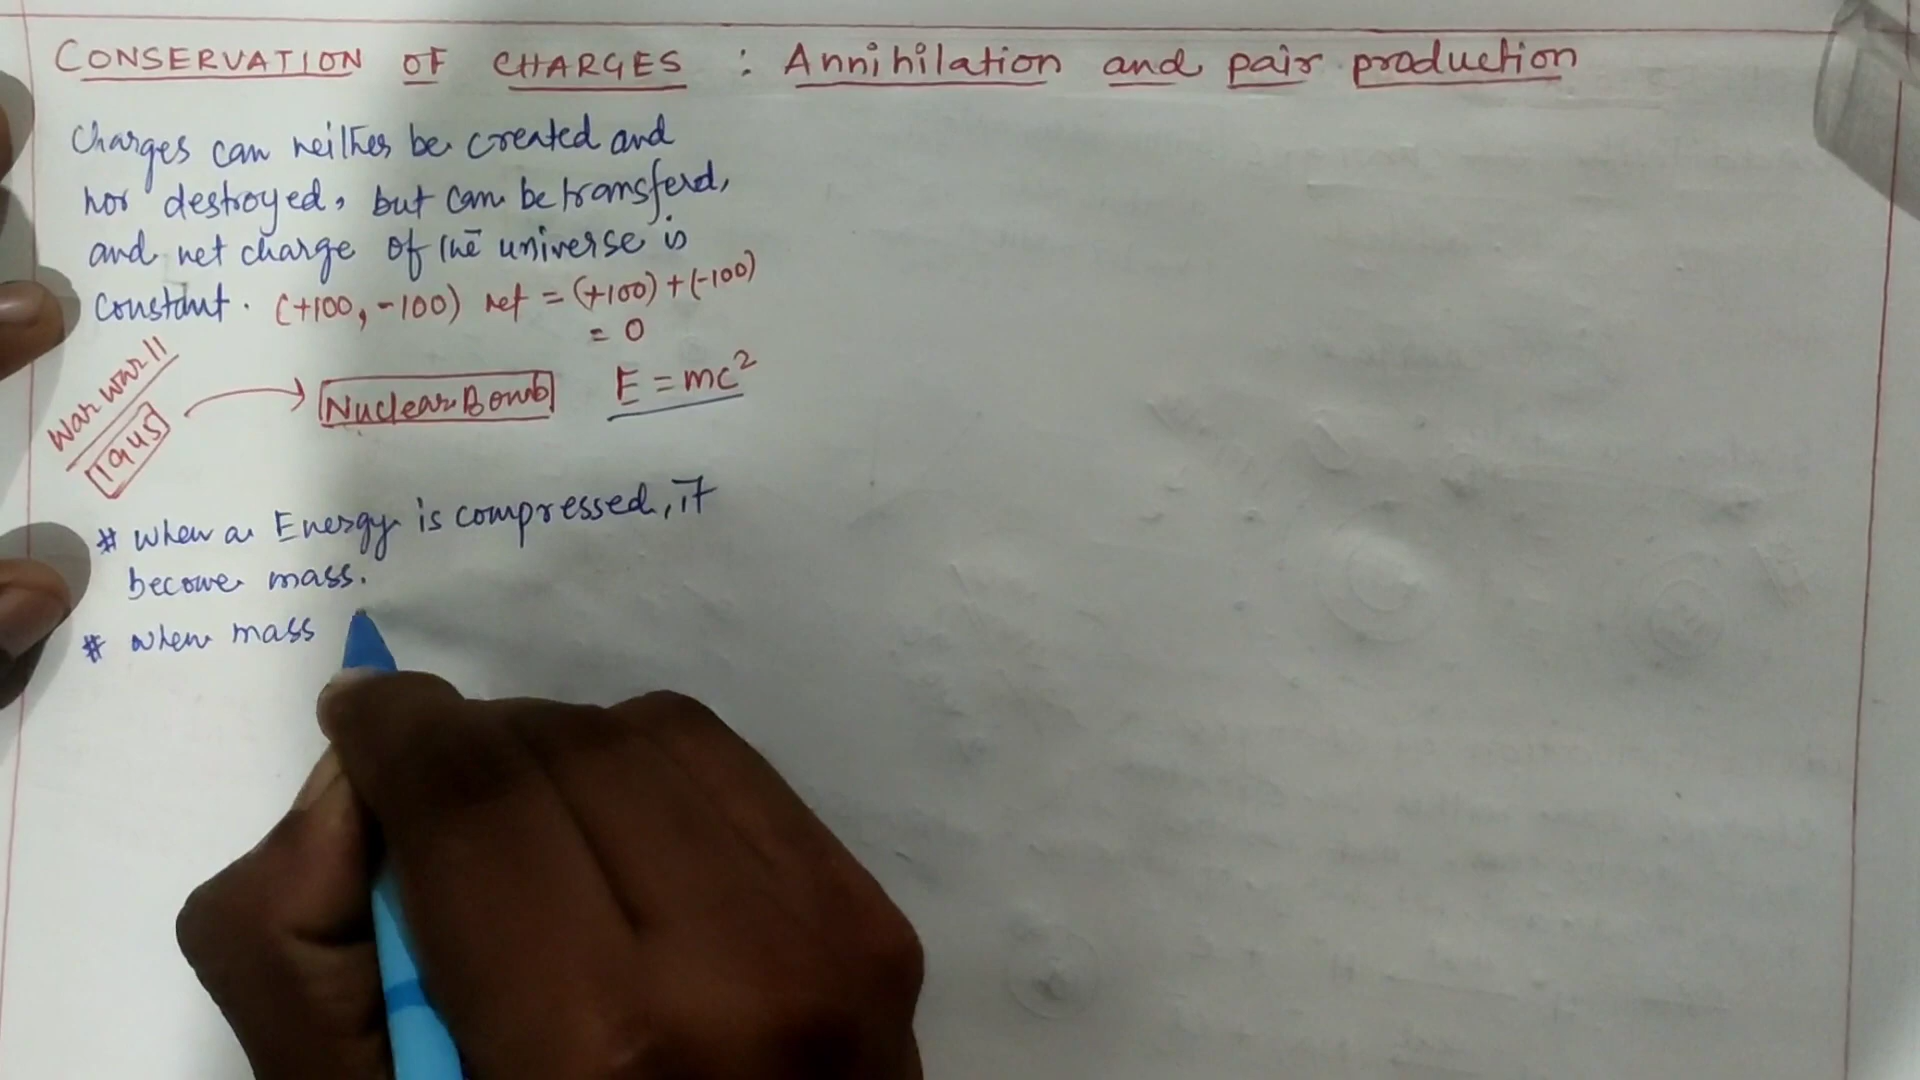 CONSERVATION OF CHARGES : Annihilation and pair production
Charges can neither be created and
nor destroyed, but can be transferd,
and net charge of the universe is
constant. (+100, -100) net = (+100) + (-100)
= 0
War war II
1945
Nuclear Bomb
E = mc²
# when a Energy is compressed, it
become mass.
# when mass